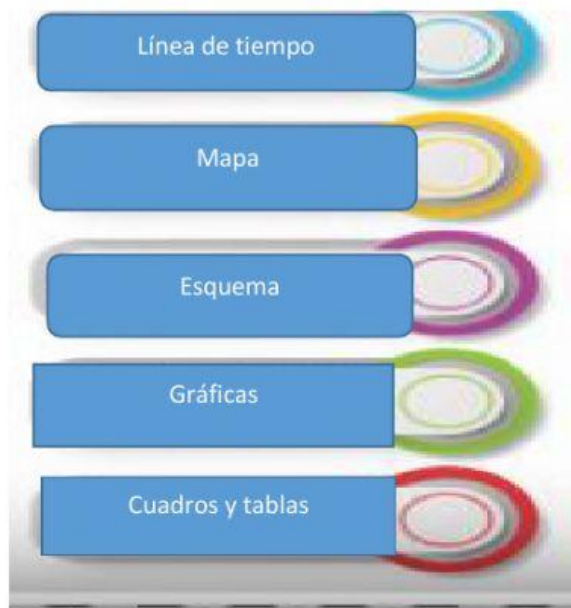 Línea de tiempo
Mapa
Esquema
Gráficas
Cuadros y tablas